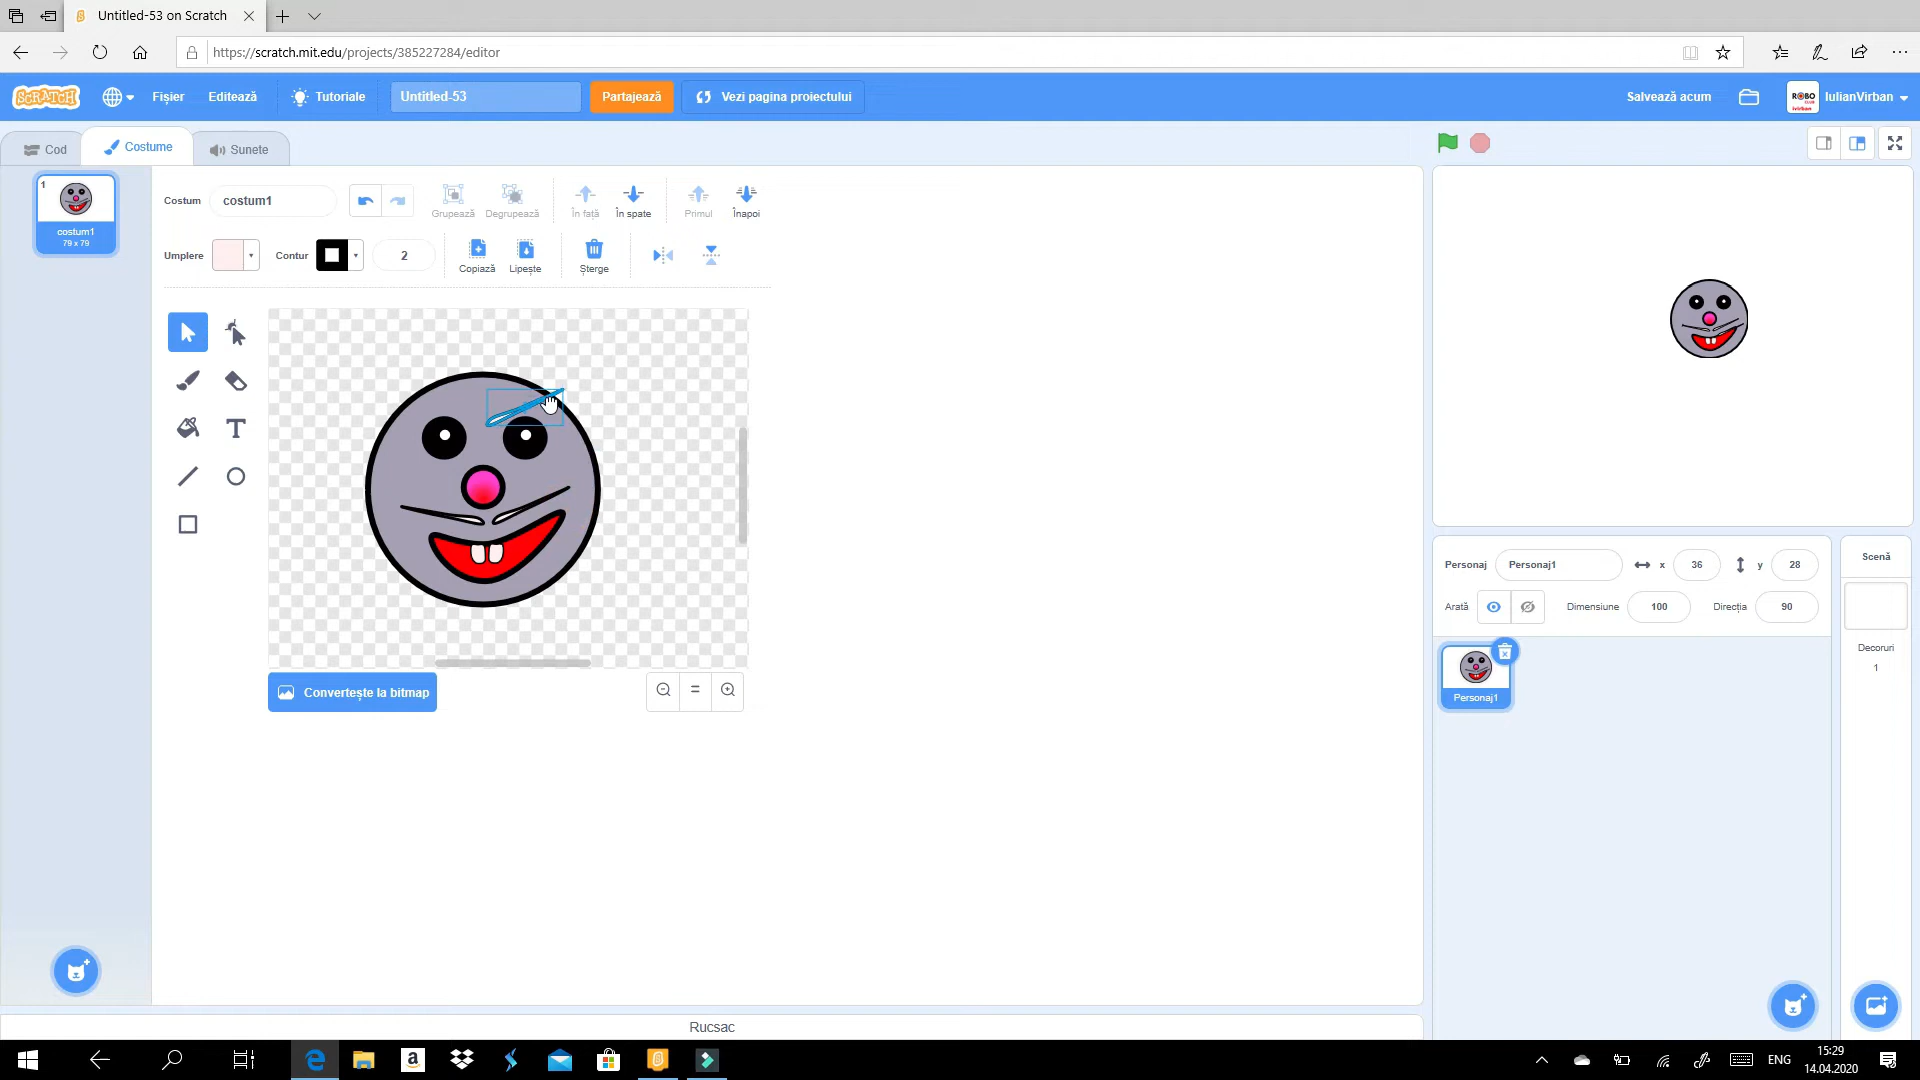 Untitled-53 on Scratch
https://scratch.mit.edu/projects/385227284/editor
SCRATCH
Fișier
Editează
Tutoriale
Untitled-53
Partajează
Vezi pagina proiectului
Salvează acum
ROBO
IulianVirban
Cod
Costume
Sunete
1
costum1
79 x 79
Costum
costum1
Grupează
Degrupează
În față
În spate
Primul
Înapoi
Umplere
Contur
2
Copiază
Lipește
Șterge
Convertește la bitmap
Personaj
Personaj1
x
36
y
28
Arată
Dimensiune
100
Direcția
90
Personaj1
Scenă
Decoruri
1
Rucsac
ENG
15:29
14.04.2020